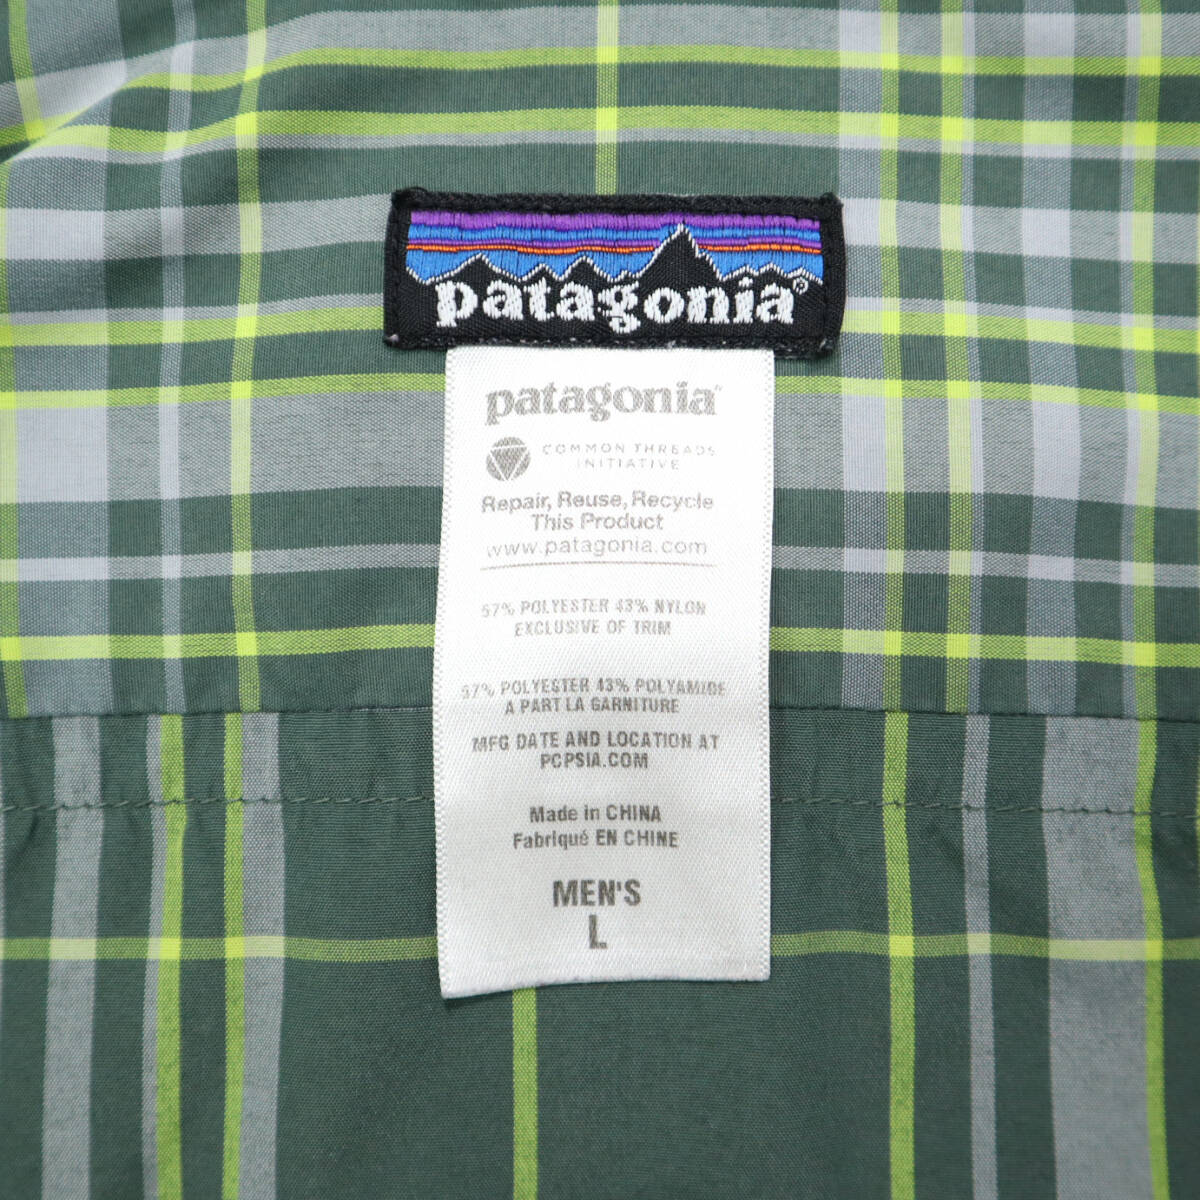 patagonia®
patagonia®
COMMON THREADS
INITIATIVE
Repair, Reuse, Recycle
This Product
www.patagonia.com
57% POLYESTER 43% NYLON
EXCLUSIVE OF TRIM
57% POLYESTER 43% POLYAMIDE
A PART LA GARNITURE
MFG DATE AND LOCATION AT
PCPSIA.COM
Made in CHINA
Fabriqué EN CHINE
MEN'S
L